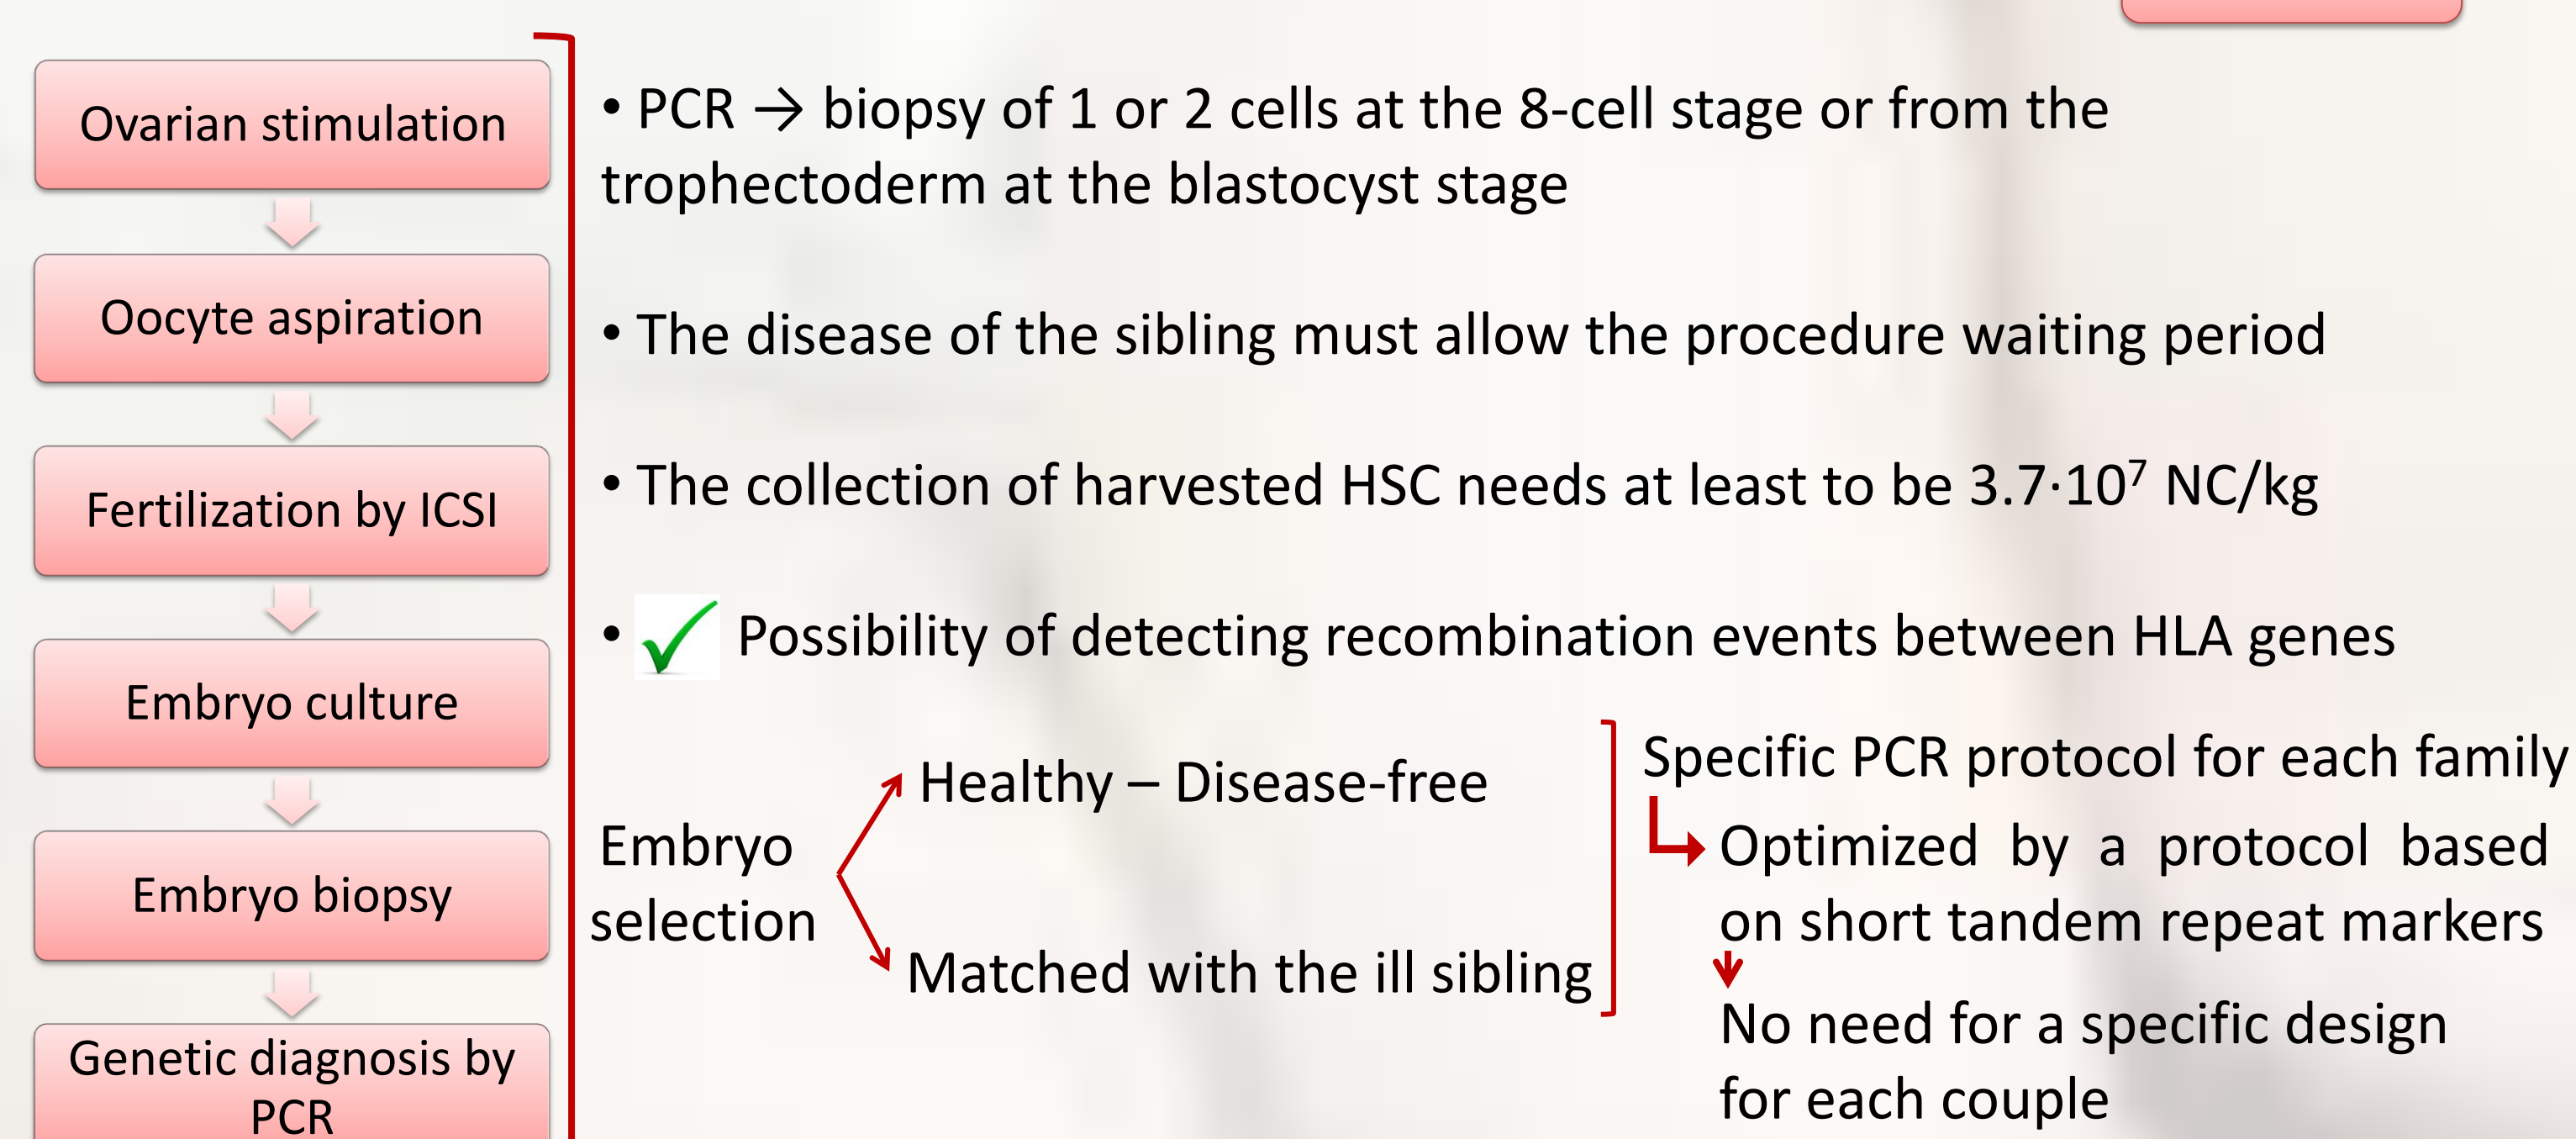 Ovarian stimulation
Oocyte aspiration
Fertilization by ICSI
Embryo culture
Embryo biopsy
Genetic diagnosis by
PCR
• PCR → biopsy of 1 or 2 cells at the 8-cell stage or from the
trophectoderm at the blastocyst stage
• The disease of the sibling must allow the procedure waiting period
• The collection of harvested HSC needs at least to be 3.7·10⁷ NC/kg
• Possibility of detecting recombination events between HLA genes
Embryo
selection
Healthy – Disease-free
Matched with the ill sibling
Specific PCR protocol for each family
Optimized by a protocol based
on short tandem repeat markers
No need for a specific design
for each couple